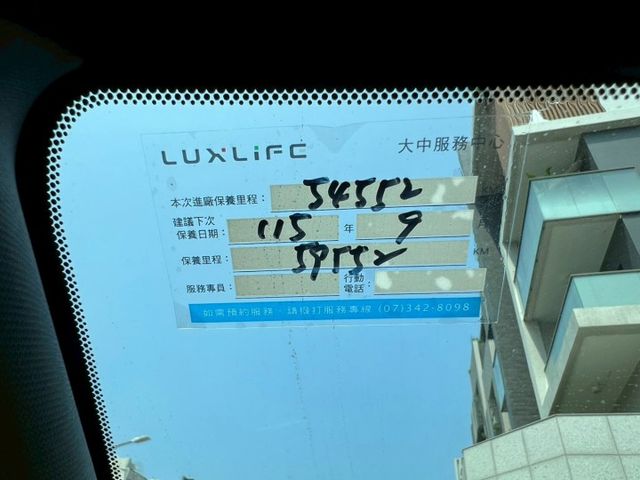 LUXLIFE 大中服務中心
本次進廠保養里程： 54552
建議下次
保養日期： 115 年 9
保養里程： 59552 KM
服務專員： 行動電話：
如需預約服務，請撥打服務專線 (07)342-8098